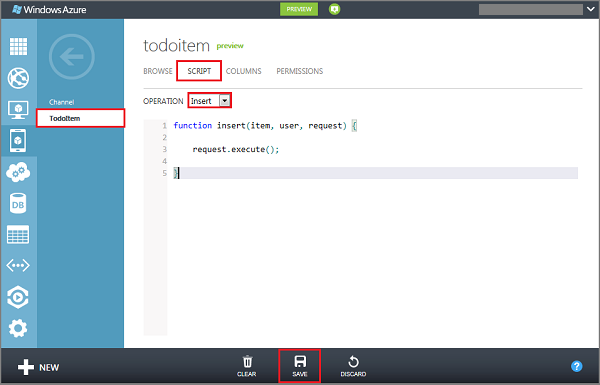 Windows Azure
PREVIEW
todoitem preview
BROWSE SCRIPT COLUMNS PERMISSIONS
Channel
TodoItem
OPERATION Insert
1 function insert(item, user, request) {
2
3 request.execute();
4
5 }
DB
NEW
CLEAR
SAVE
DISCARD
?